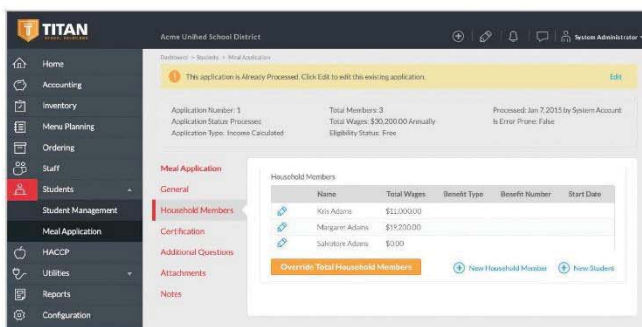 TITAN
SCHOOL SOLUTIONS
Acme Unified School District
System Administrator
Home
Accounting
Inventory
Menu Planning
Ordering
Staff
Students
Student Management
Meal Application
HACCP
Utilities
Reports
Configuration
Dashboard > Students > Meal Application
This application is Already Processed. Click Edit to edit this existing application.
Edit
Application Number: 1
Application Status: Processed
Application Type: Income Calculated
Total Members: 3
Total Wages: $30,200.00 Annually
Eligibility Status: Free
Processed: Jan 7, 2015 by System Account
Is Error Prone: False
Meal Application
General
Household Members
Certification
Additional Questions
Attachments
Notes
Household Members
Name Total Wages Benefit Type Benefit Number Start Date
Kris Adams $11,000.00
Margaret Adams $19,200.00
Salvatore Adams $0.00
Override Total Household Members
New Household Member
New Student